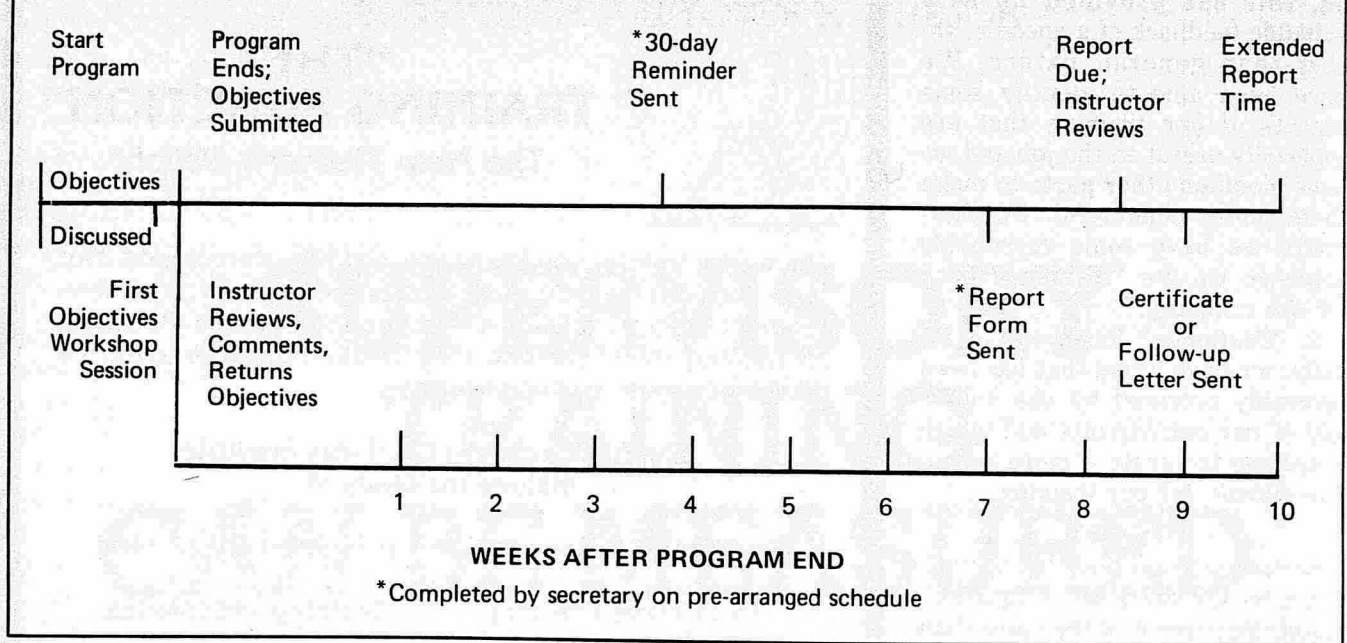 Start
Program
Program
Ends;
Objectives
Submitted
*30-day
Reminder
Sent
Report
Due;
Instructor
Reviews
Extended
Report
Time
Objectives
Discussed
First
Objectives
Workshop
Session
Instructor
Reviews,
Comments,
Returns
Objectives
*Report
Form
Sent
Certificate
or
Follow-up
Letter Sent
1 2 3 4 5 6 7 8 9 10
WEEKS AFTER PROGRAM END
*Completed by secretary on pre-arranged schedule